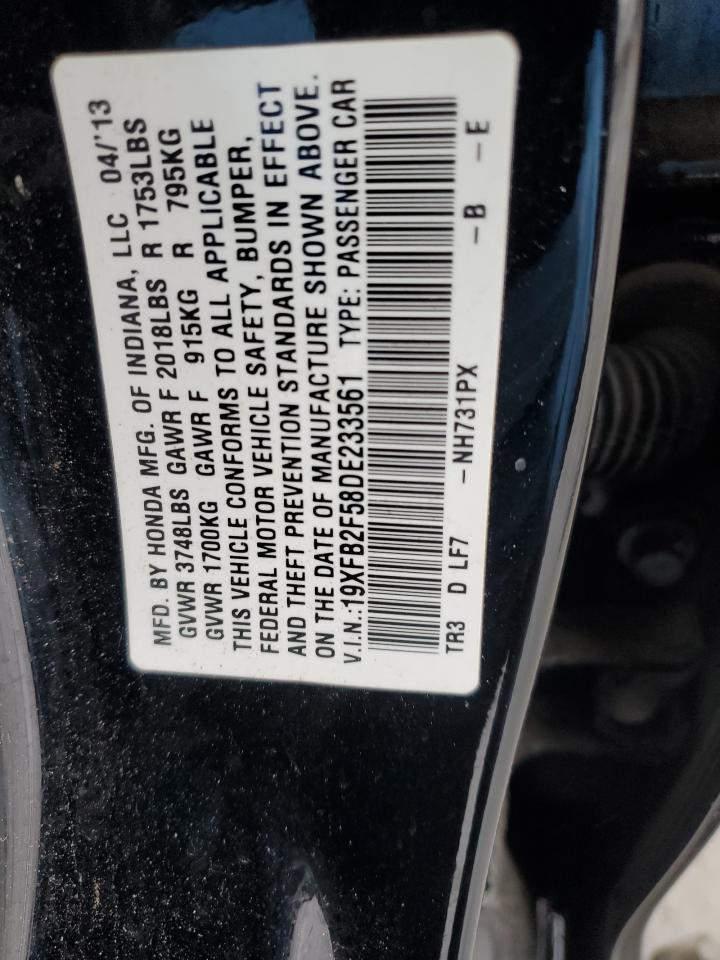 MFD. BY HONDA MFG. OF INDIANA, LLC 04/'13
GVWR 3748LBS GAWR F 2018LBS R 1753LBS
GVWR 1700KG GAWR F 915KG R 795KG
THIS VEHICLE CONFORMS TO ALL APPLICABLE
FEDERAL MOTOR VEHICLE SAFETY, BUMPER,
AND THEFT PREVENTION STANDARDS IN EFFECT
ON THE DATE OF MANUFACTURE SHOWN ABOVE.
V.I.N.:19XFB2F58DE233561 TYPE: PASSENGER CAR
TR3 D LF7 -NH731PX -B -E